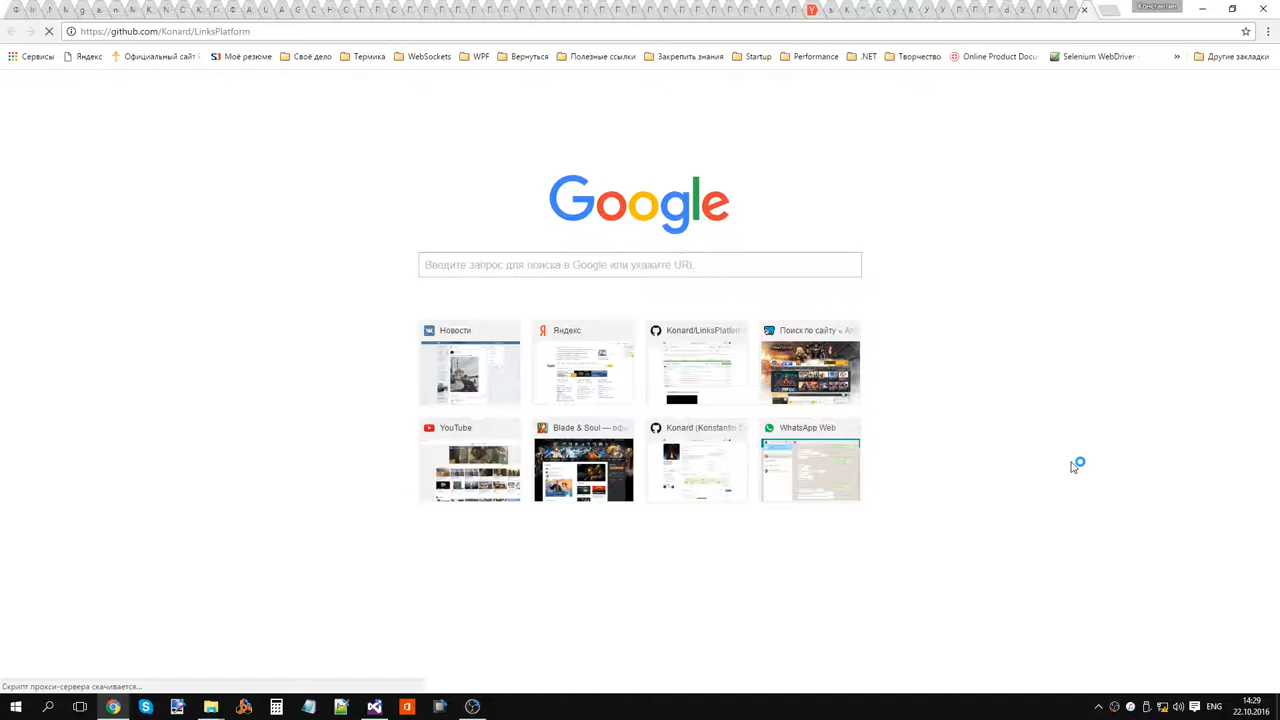 Константин
https://github.com/Konard/LinksPlatform
Сервисы Яндекс Официальный сайт Моё резюме Своё дело Термика WebSockets WPF Вернуться Полезные ссылки Закрепить знания Startup Performance .NET Творчество Online Product Docu Selenium WebDriver - » Другие закладки
Google
Введите запрос для поиска в Google или укажите URL
Новости Яндекс Konard/LinksPlatform Поиск по сайту »
YouTube Blade & Soul — оф Konard (Konstantin D WhatsApp Web
Скрипт прокси-сервера скачивается...
ENG 14:29
22.10.2016